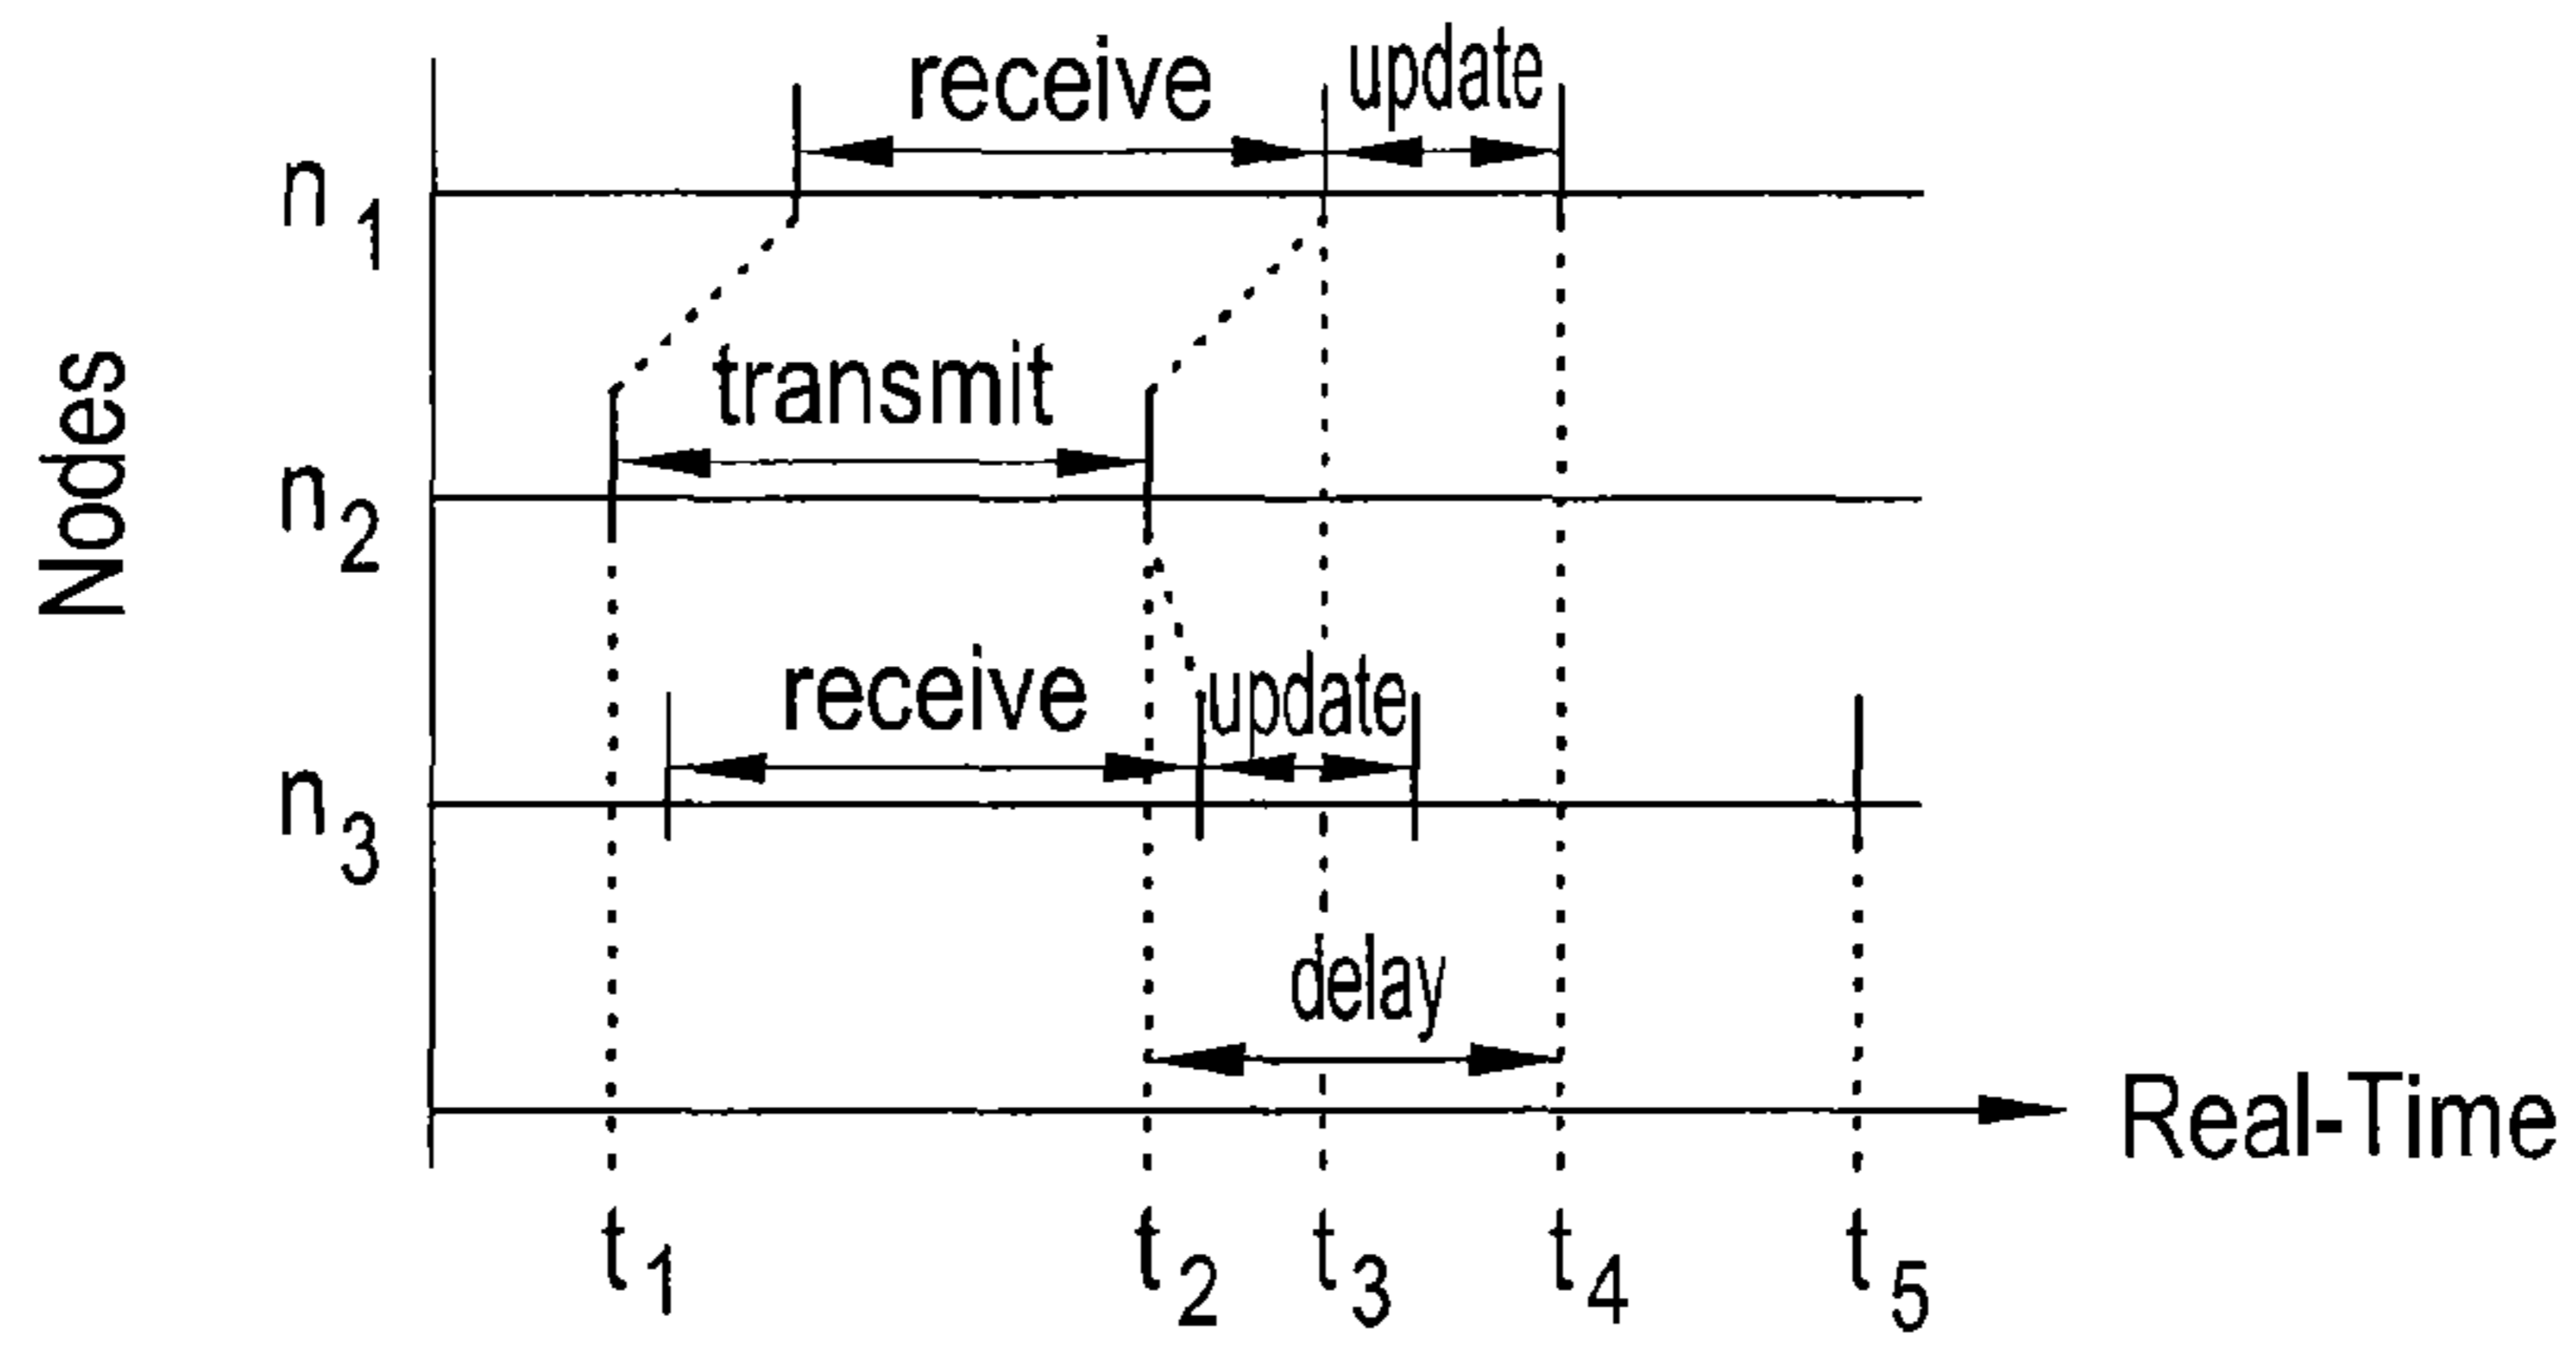 receive update
n1
transmit
n2
Nodes
receive update
n3
delay
Real-Time
t1 t2 t3 t4 t5